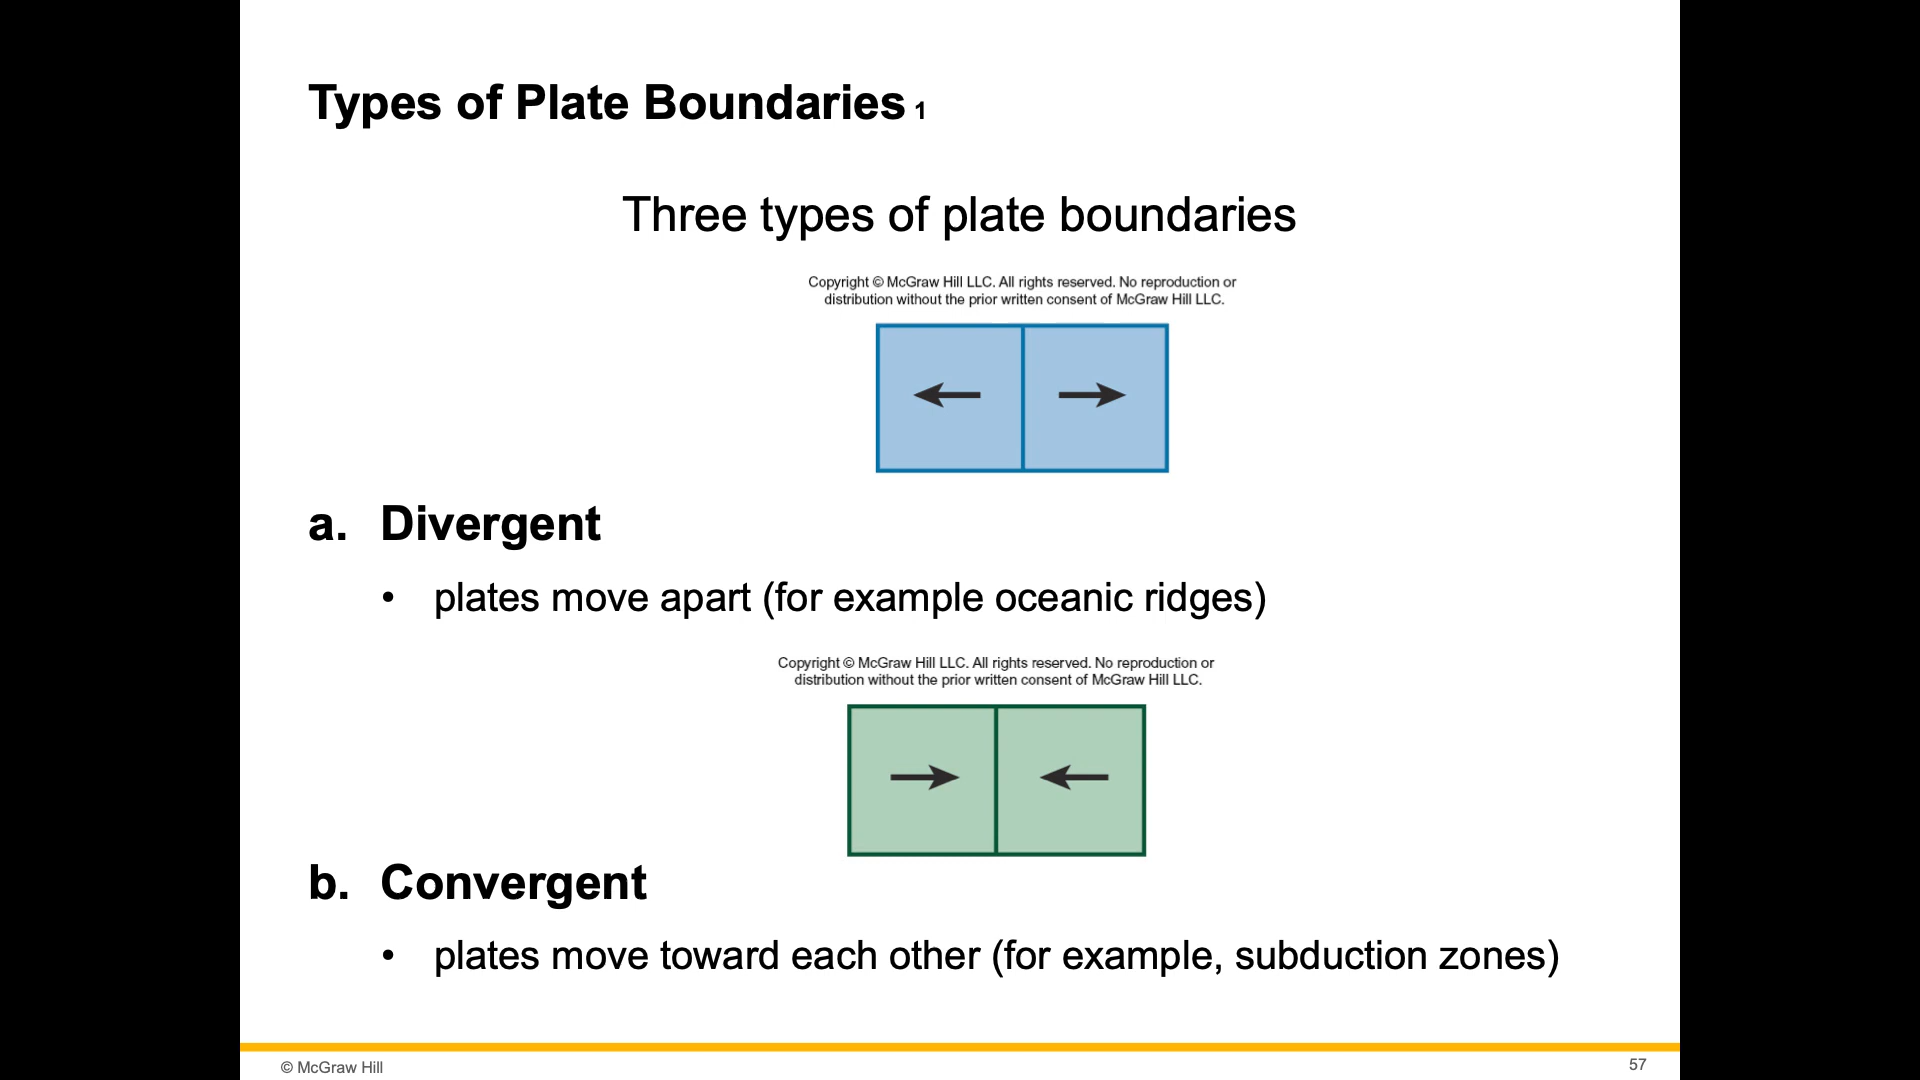 Types of Plate Boundaries 1
Three types of plate boundaries
Copyright © McGraw Hill LLC. All rights reserved. No reproduction or
distribution without the prior written consent of McGraw Hill LLC.
a. Divergent
• plates move apart (for example oceanic ridges)
Copyright © McGraw Hill LLC. All rights reserved. No reproduction or
distribution without the prior written consent of McGraw Hill LLC.
b. Convergent
• plates move toward each other (for example, subduction zones)
© McGraw Hill
57